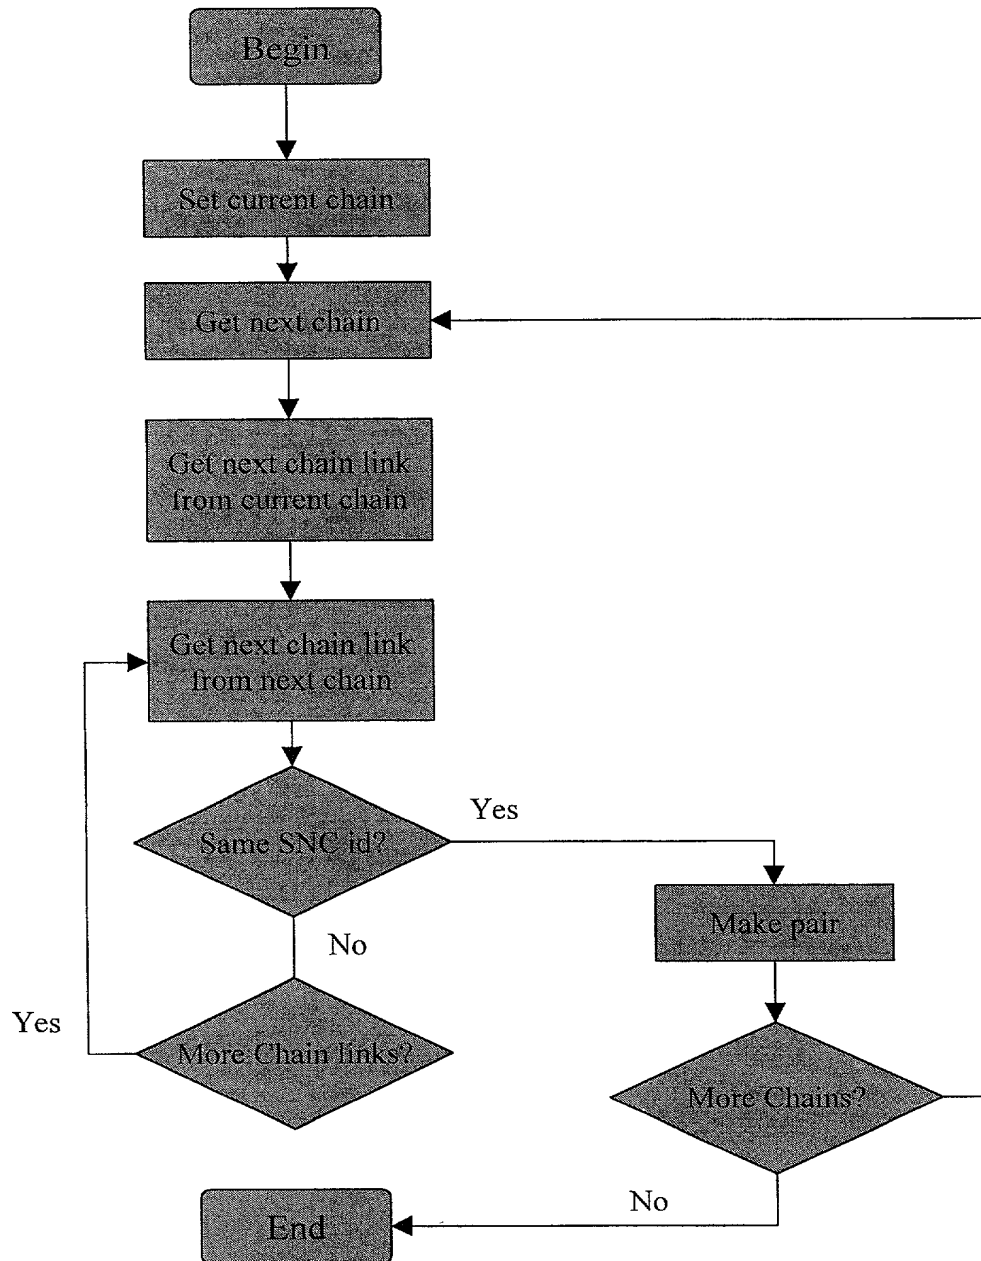 Begin
Set current chain
Get next chain
Get next chain link
from current chain
Get next chain link
from next chain
Same SNC id?
Yes
Make pair
No
More Chain links?
Yes
More Chains?
No
End